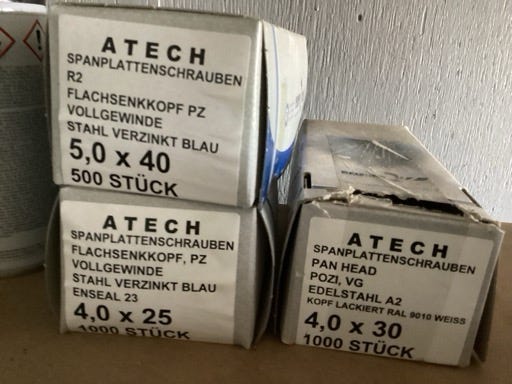 ATECH
SPANPLATTENSCHRAUBEN
R2
FLACHSENKKOPF PZ
VOLLGEWINDE
STAHL VERZINKT BLAU
5,0 x 40
500 STÜCK
ATECH
SPANPLATTENSCHRAUBEN
FLACHSENKKOPF, PZ
VOLLGEWINDE
STAHL VERZINKT BLAU
ENSEAL 23
4,0 x 25
1000 STÜCK
ATECH
SPANPLATTENSCHRAUBEN
PAN HEAD
POZI, VG
EDELSTAHL A2
KOPF LACKIERT RAL 9010 WEISS
4,0 x 30
1000 STÜCK